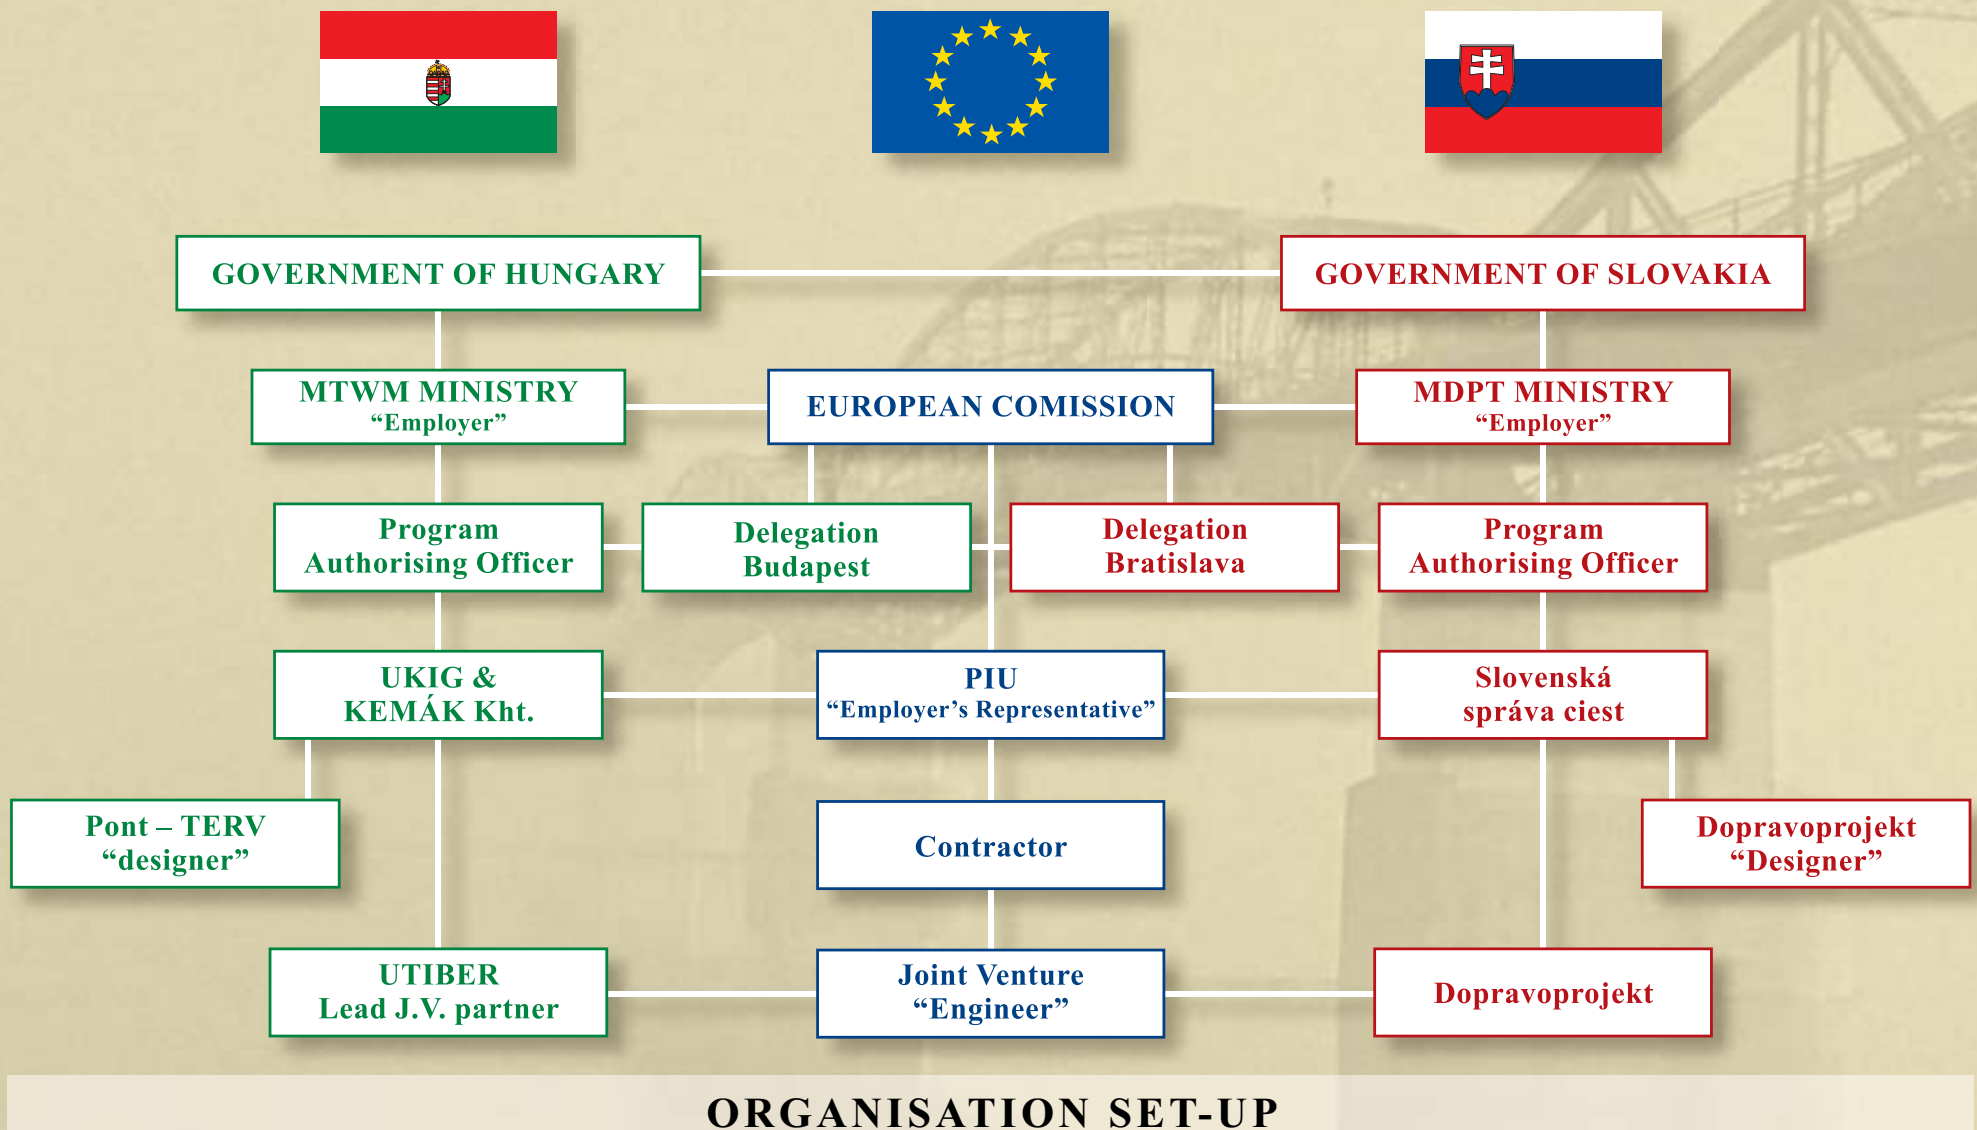 GOVERNMENT OF HUNGARY
GOVERNMENT OF SLOVAKIA
MTWM MINISTRY
“Employer”
EUROPEAN COMISSION
MDPT MINISTRY
“Employer”
Program
Authorising Officer
Delegation
Budapest
Delegation
Bratislava
Program
Authorising Officer
UKIG &
KEMÁK Kht.
PIU
“Employer’s Representative”
Slovenská
správa ciest
Pont – TERV
“designer”
Contractor
Dopravoprojekt
“Designer”
UTIBER
Lead J.V. partner
Joint Venture
“Engineer”
Dopravoprojekt
ORGANISATION SET-UP